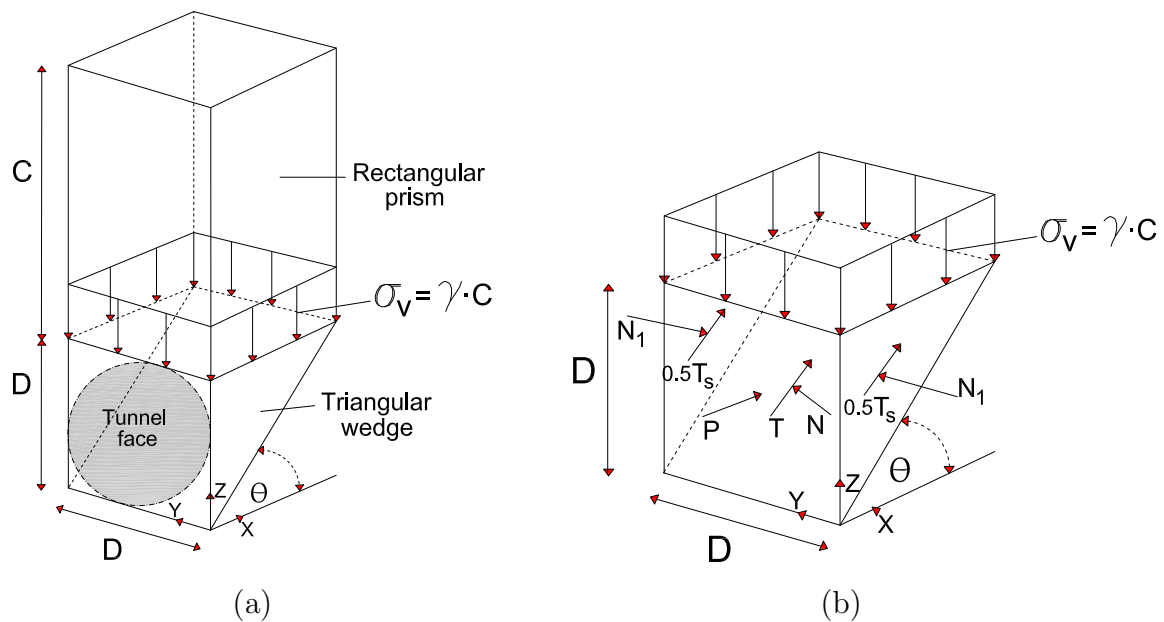 C
Rectangular
prism
σv = γ·C
D
Tunnel
face
Triangular
wedge
Z
Θ
Y
X
D
(a)
σv = γ·C
N1
0.5Ts
D
P
T
N
0.5Ts
N1
Θ
Z
Y
X
D
(b)